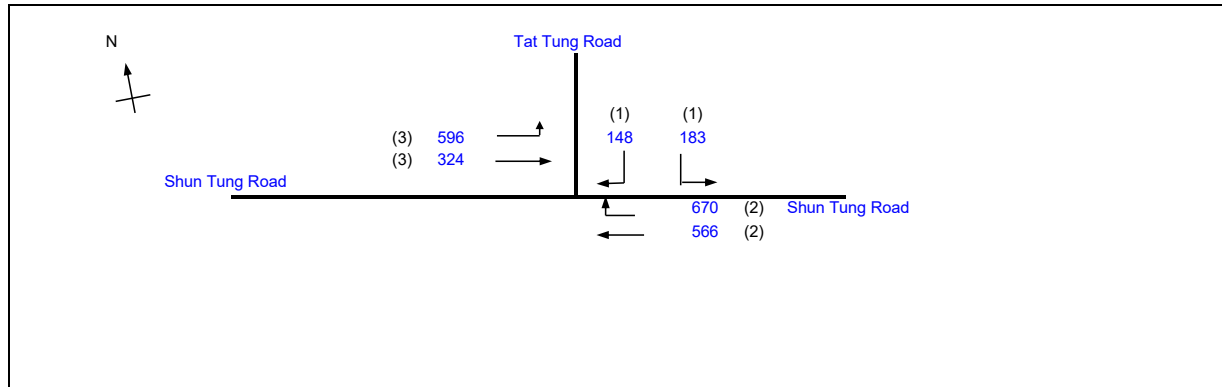 N
Tat Tung Road
(1) (1)
(3) 596 148 183
(3) 324
Shun Tung Road
670 (2) Shun Tung Road
566 (2)